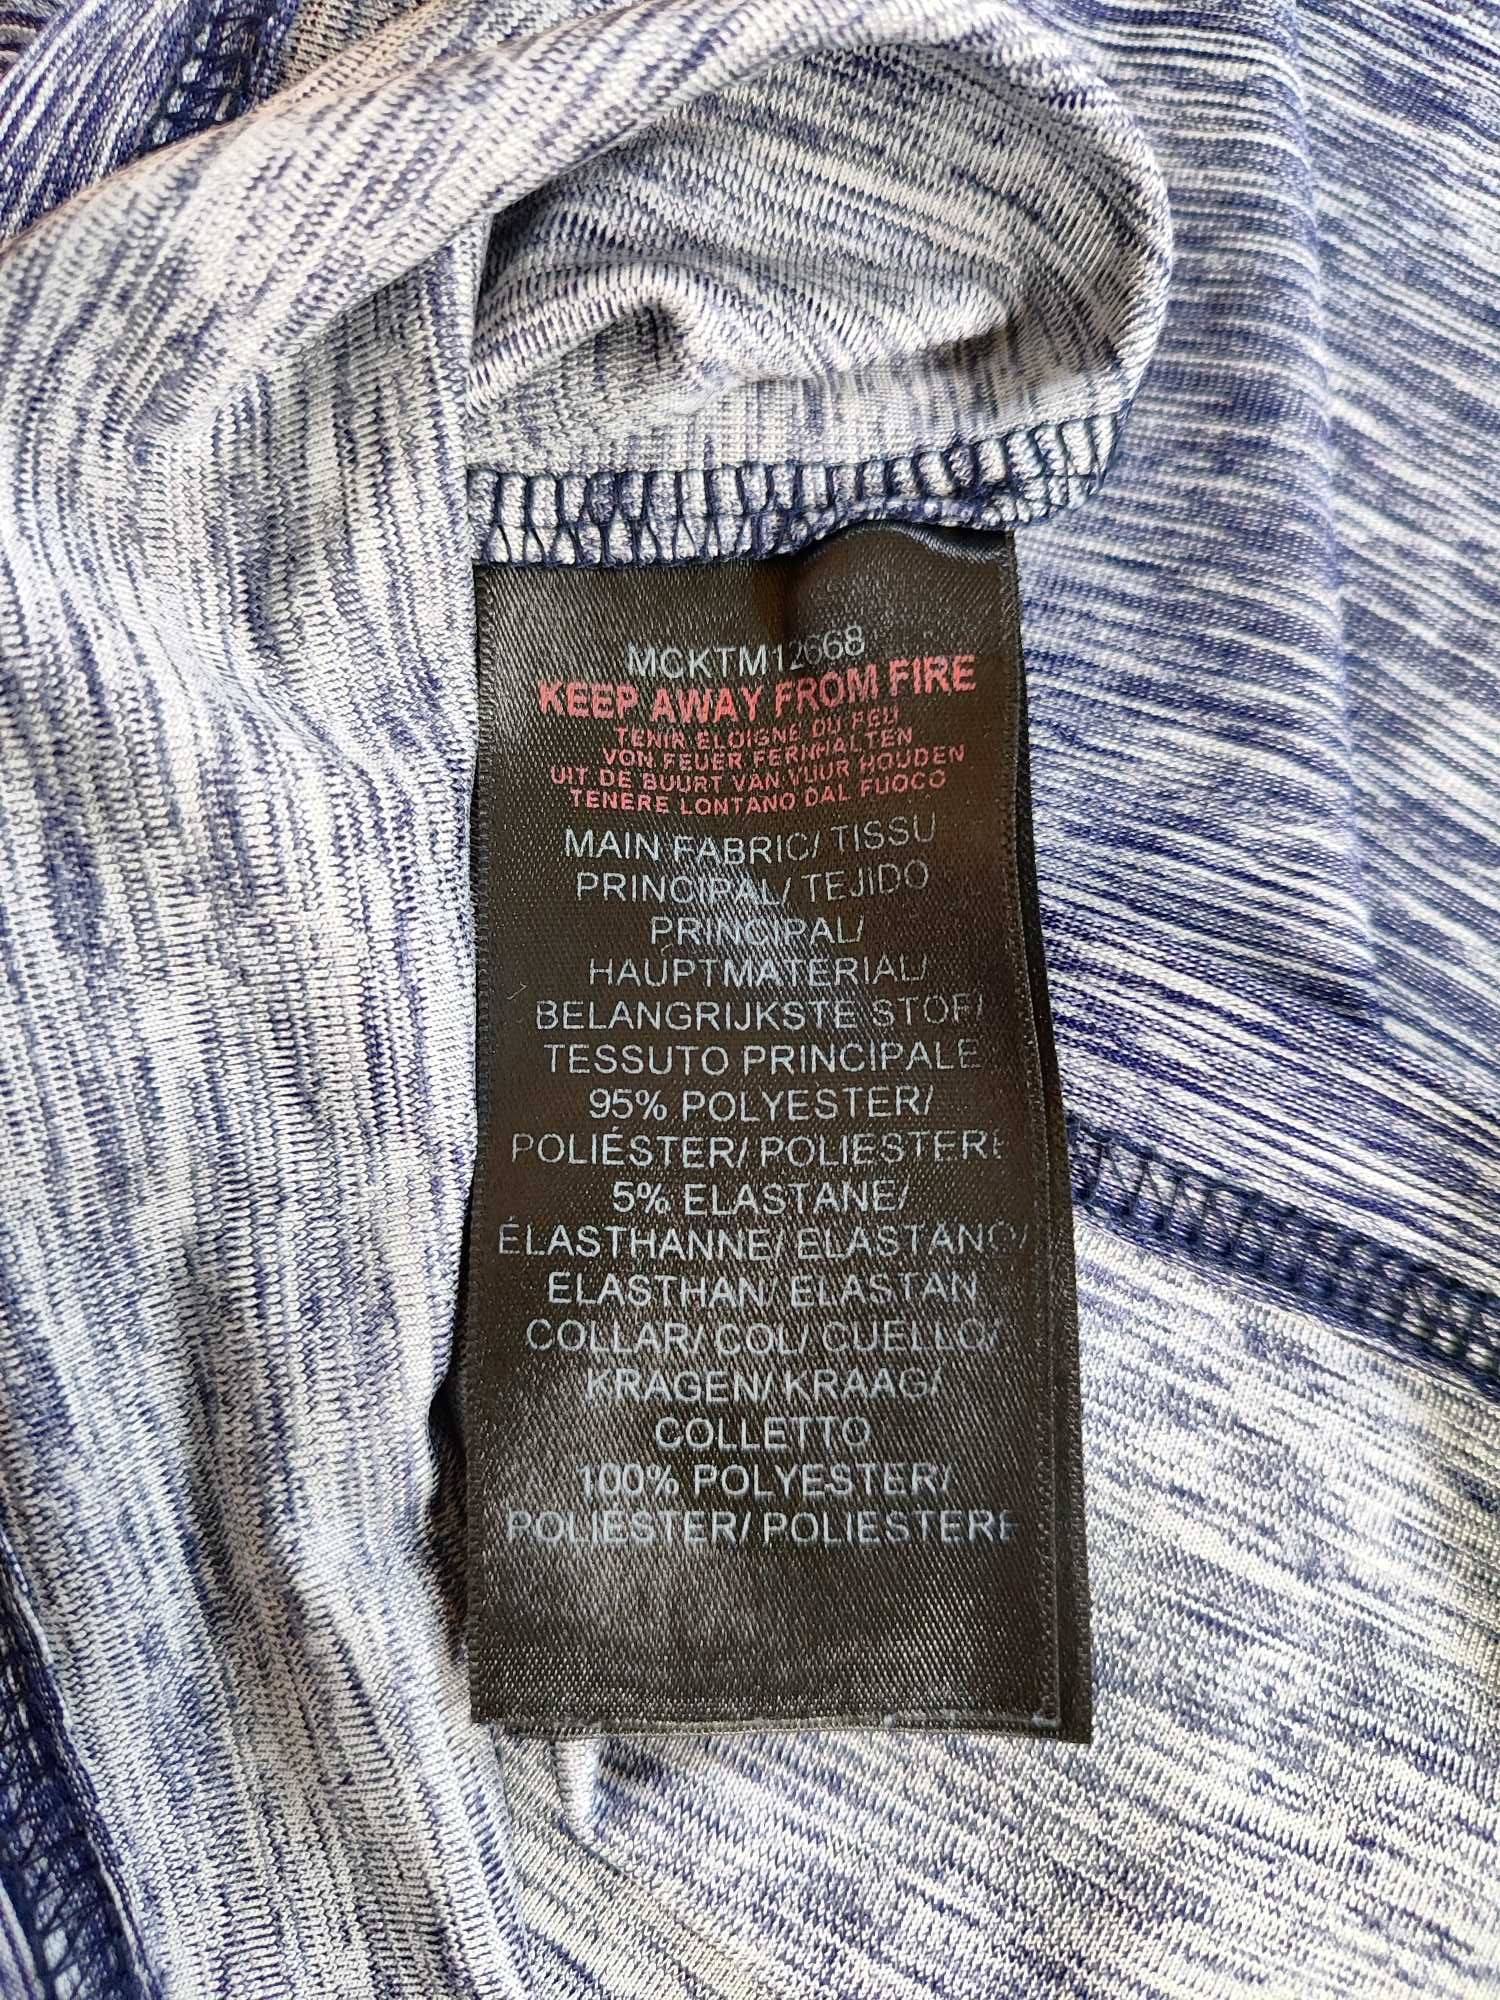 MCKTM12668
KEEP AWAY FROM FIRE
TENIR ELOIGNE DU FEU
VON FEUER FERNHALTEN
UIT DE BUURT VAN VUUR HOUDEN
TENERE LONTANO DAL FUOCO
MAIN FABRIC/ TISSU
PRINCIPAL/ TEJIDO
PRINCIPAL/
HAUPTMATERIAL/
BELANGRIJKSTE STOF/
TESSUTO PRINCIPALE
95% POLYESTER/
POLIÉSTER/ POLIESTERE
5% ELASTANE/
ÉLASTHANNE/ ELASTANO/
ELASTHAN/ ELASTAN
COLLAR/ COL/ CUELLO/
KRAGEN/ KRAAG/
COLLETTO
100% POLYESTER/
POLIÉSTER/ POLIESTERE